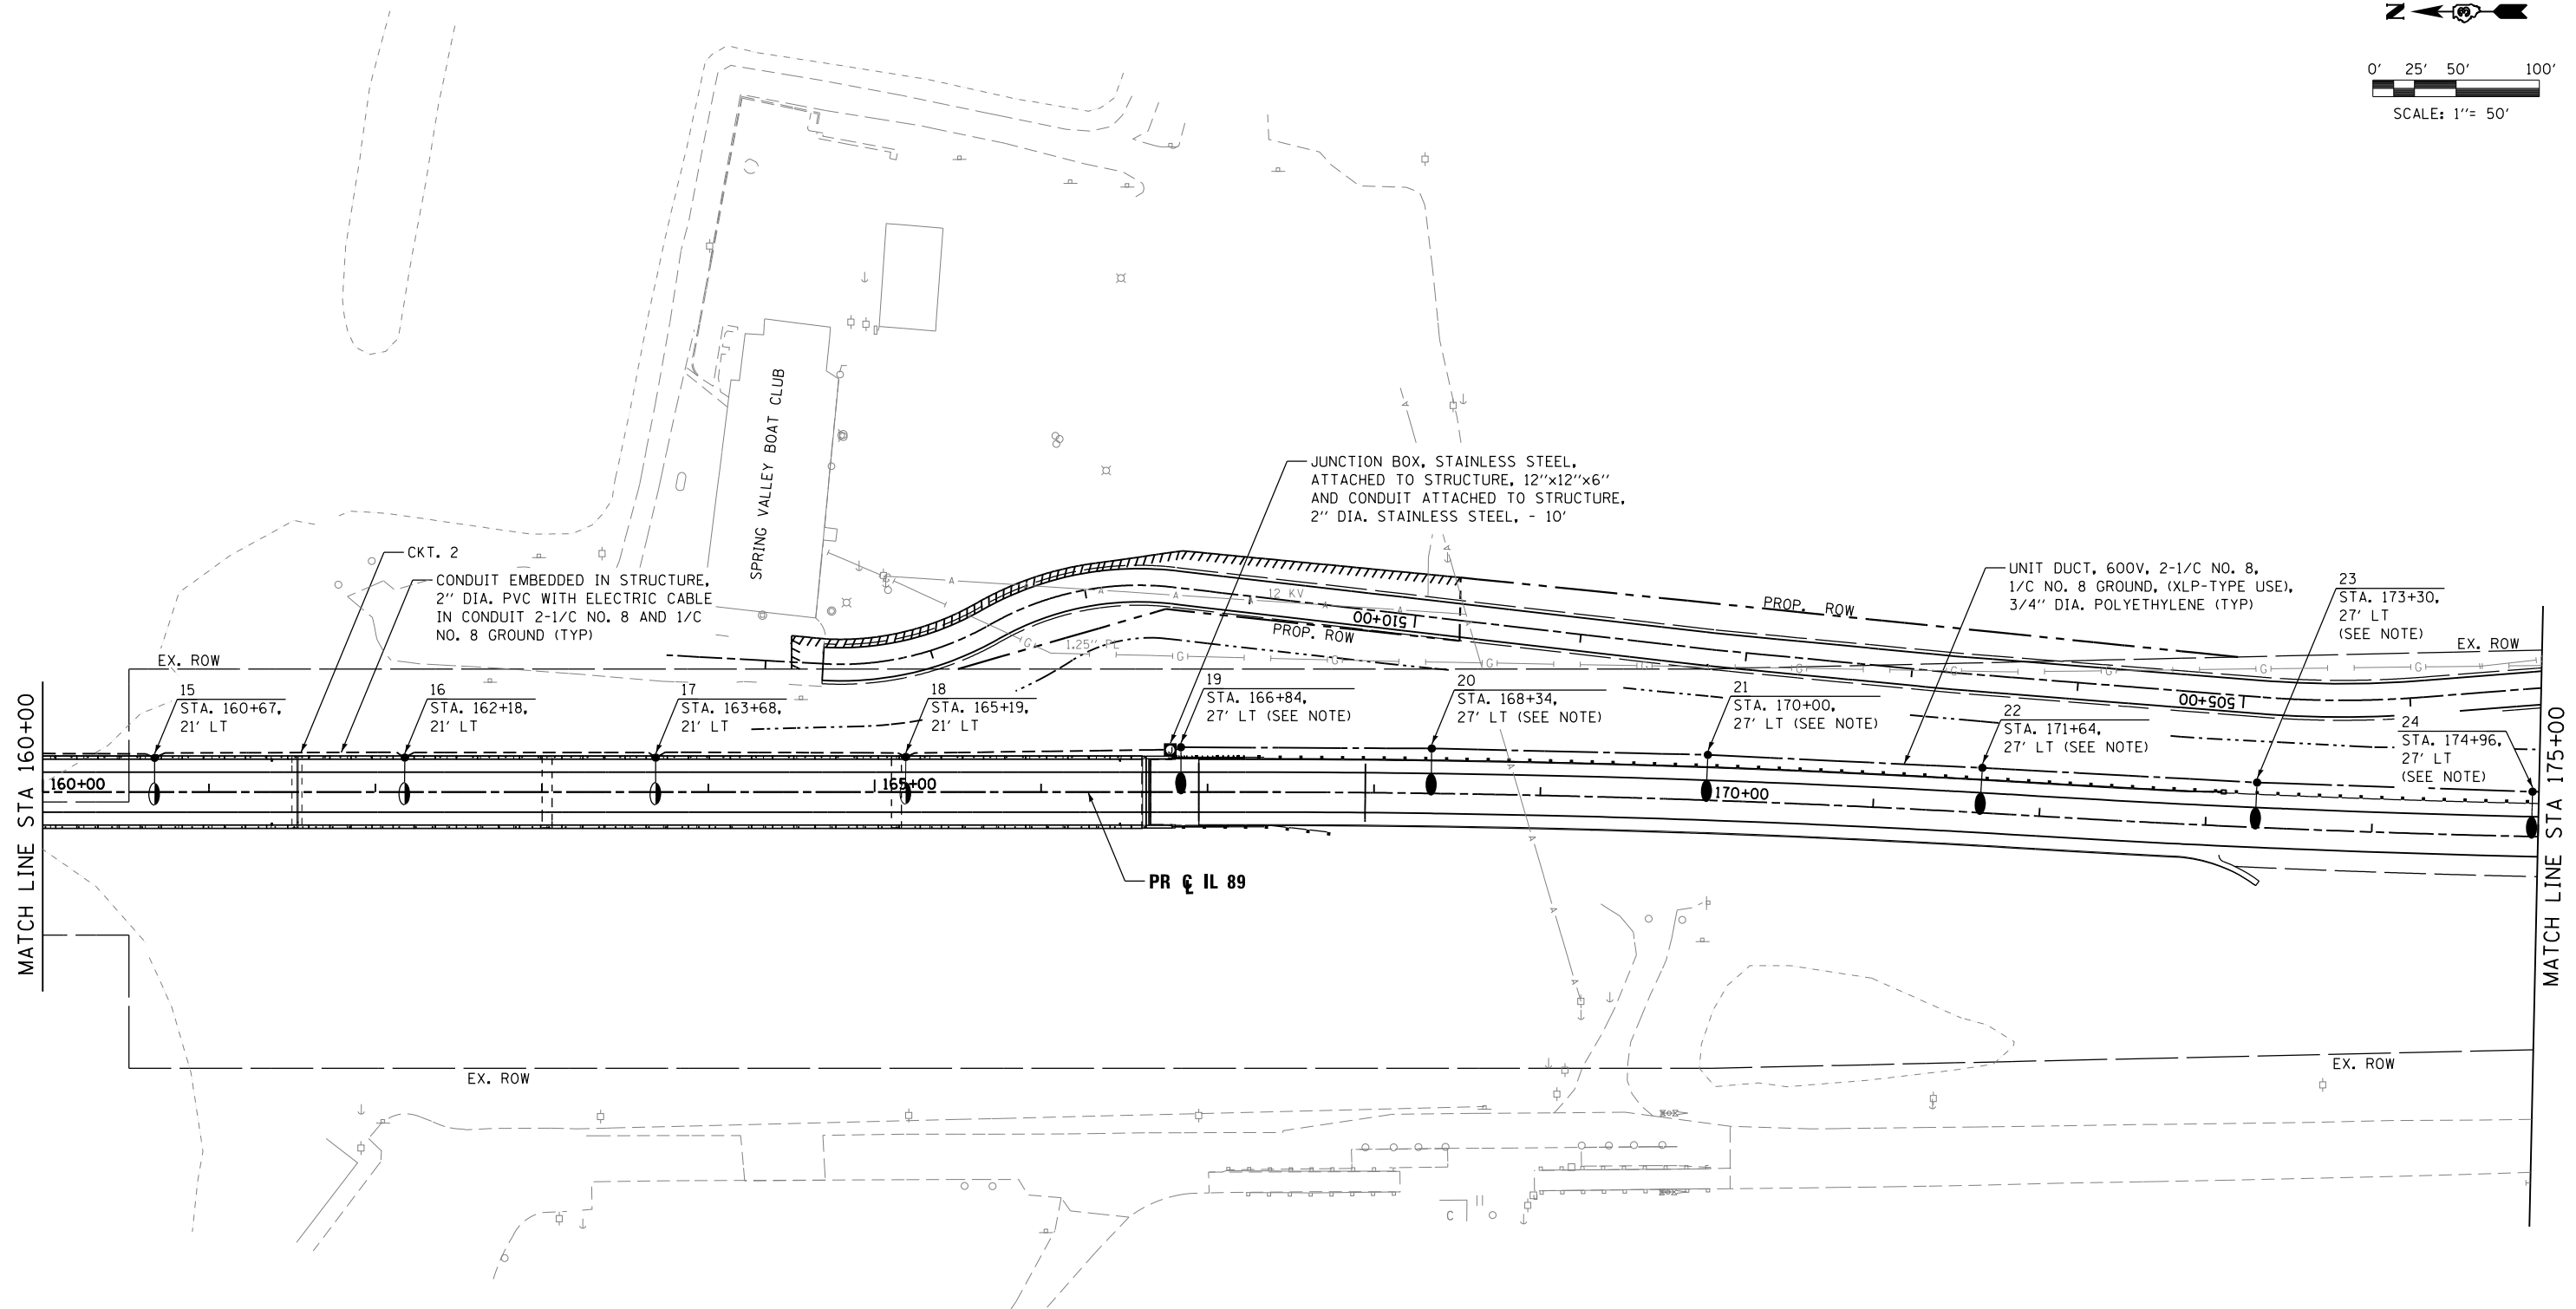 N
3
0' 25' 50' 100'
SCALE: 1''= 50'
SPRING VALLEY BOAT CLUB
JUNCTION BOX, STAINLESS STEEL,
ATTACHED TO STRUCTURE, 12''x12''x6''
AND CONDUIT ATTACHED TO STRUCTURE,
2'' DIA. STAINLESS STEEL, - 10'
CKT. 2
CONDUIT EMBEDDED IN STRUCTURE,
2'' DIA. PVC WITH ELECTRIC CABLE
IN CONDUIT 2-1/C NO. 8 AND 1/C
NO. 8 GROUND (TYP)
UNIT DUCT, 600V, 2-1/C NO. 8,
1/C NO. 8 GROUND, (XLP-TYPE USE),
3/4'' DIA. POLYETHYLENE (TYP)
12 KV
1.25'' PL
PROP. ROW
PROP. ROW
510+00
505+00
EX. ROW
EX. ROW
15
STA. 160+67,
21' LT
16
STA. 162+18,
21' LT
17
STA. 163+68,
21' LT
18
STA. 165+19,
21' LT
19
STA. 166+84,
27' LT (SEE NOTE)
20
STA. 168+34,
27' LT (SEE NOTE)
21
STA. 170+00,
27' LT (SEE NOTE)
22
STA. 171+64,
27' LT (SEE NOTE)
23
STA. 173+30,
27' LT
(SEE NOTE)
24
STA. 174+96,
27' LT
(SEE NOTE)
MATCH LINE STA 160+00
160+00
165+00
170+00
MATCH LINE STA 175+00
PR ℄ IL 89
EX. ROW
EX. ROW
C